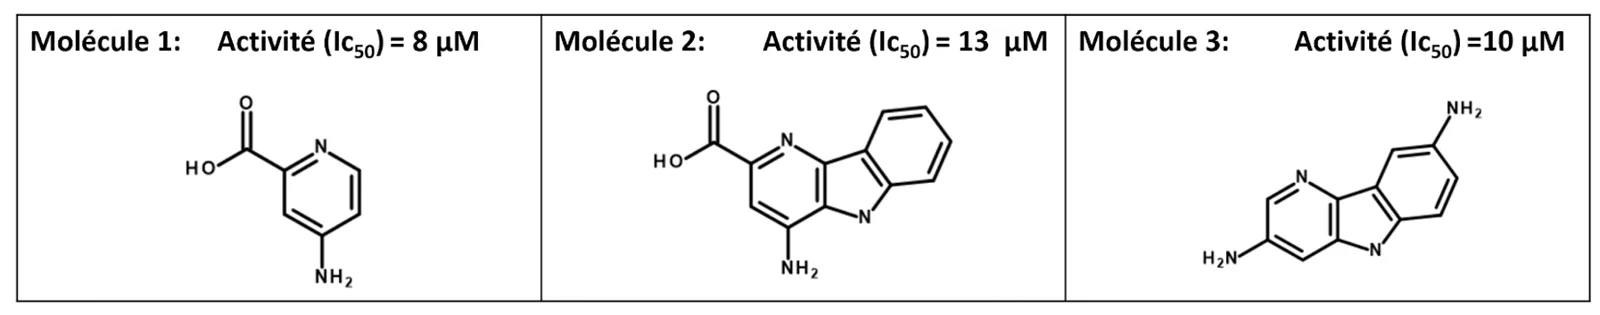 Molécule 1: Activité (Ic50) = 8 µM
O
HO
N
NH2
Molécule 2: Activité (Ic50) = 13 µM
O
HO
N
N
NH2
Molécule 3: Activité (Ic50) =10 µM
NH2
N
H2N
N